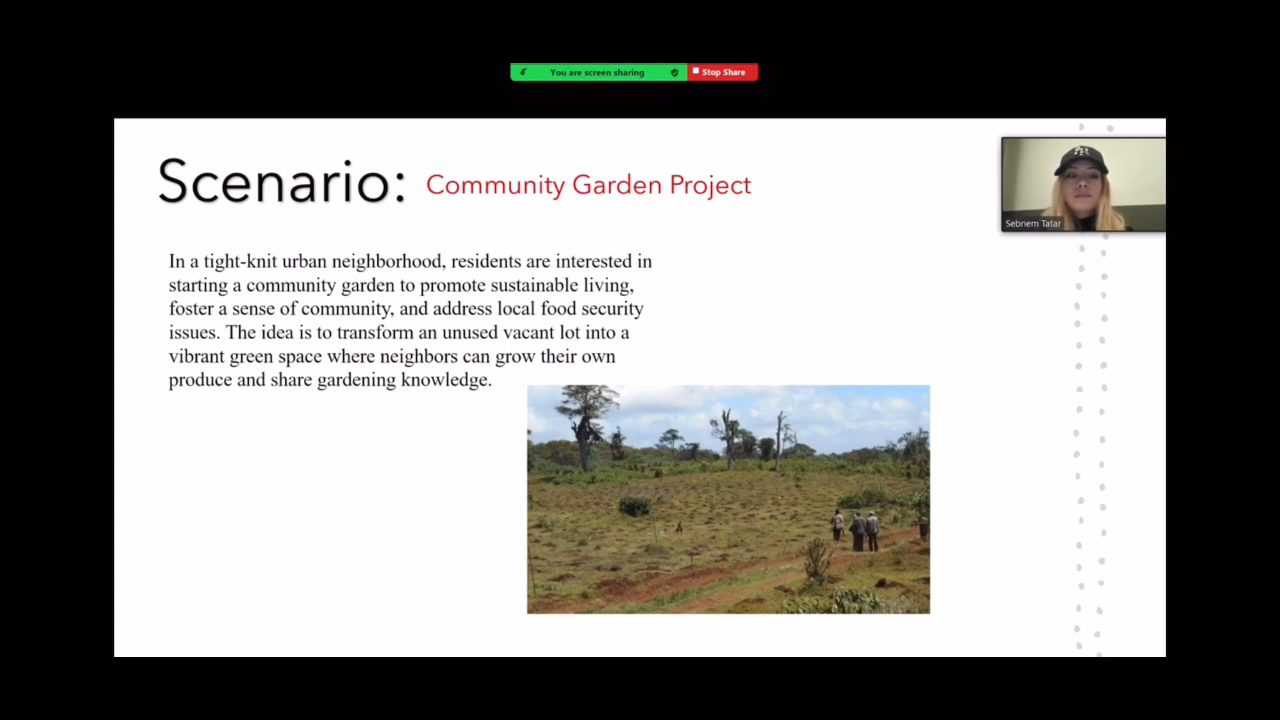 You are screen sharing
Stop Share
Scenario: Community Garden Project
Sebnem Tatar
In a tight-knit urban neighborhood, residents are interested in
starting a community garden to promote sustainable living,
foster a sense of community, and address local food security
issues. The idea is to transform an unused vacant lot into a
vibrant green space where neighbors can grow their own
produce and share gardening knowledge.